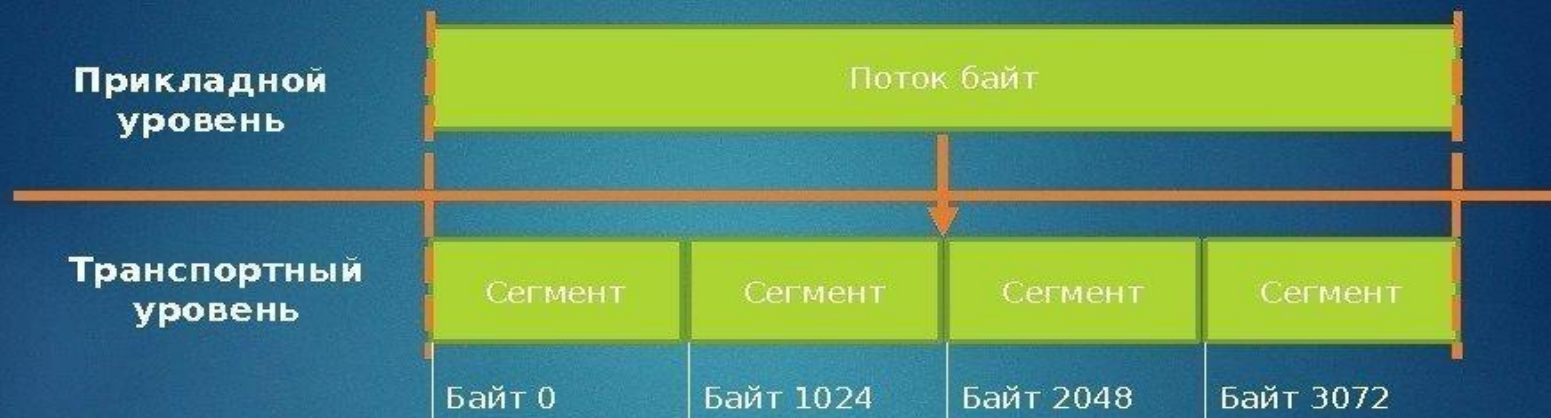 Прикладной
уровень
Поток байт
Транспортный
уровень
Сегмент Сегмент Сегмент Сегмент
Байт 0 Байт 1024 Байт 2048 Байт 3072